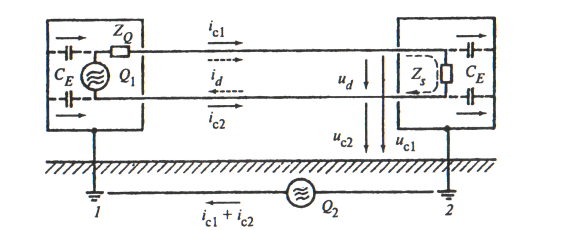 i_c1
Z_Q
C_E Q_1 i_d u_d Z_s C_E
i_c2
u_c2 u_c1
1 i_c1 + i_c2 Q_2 2